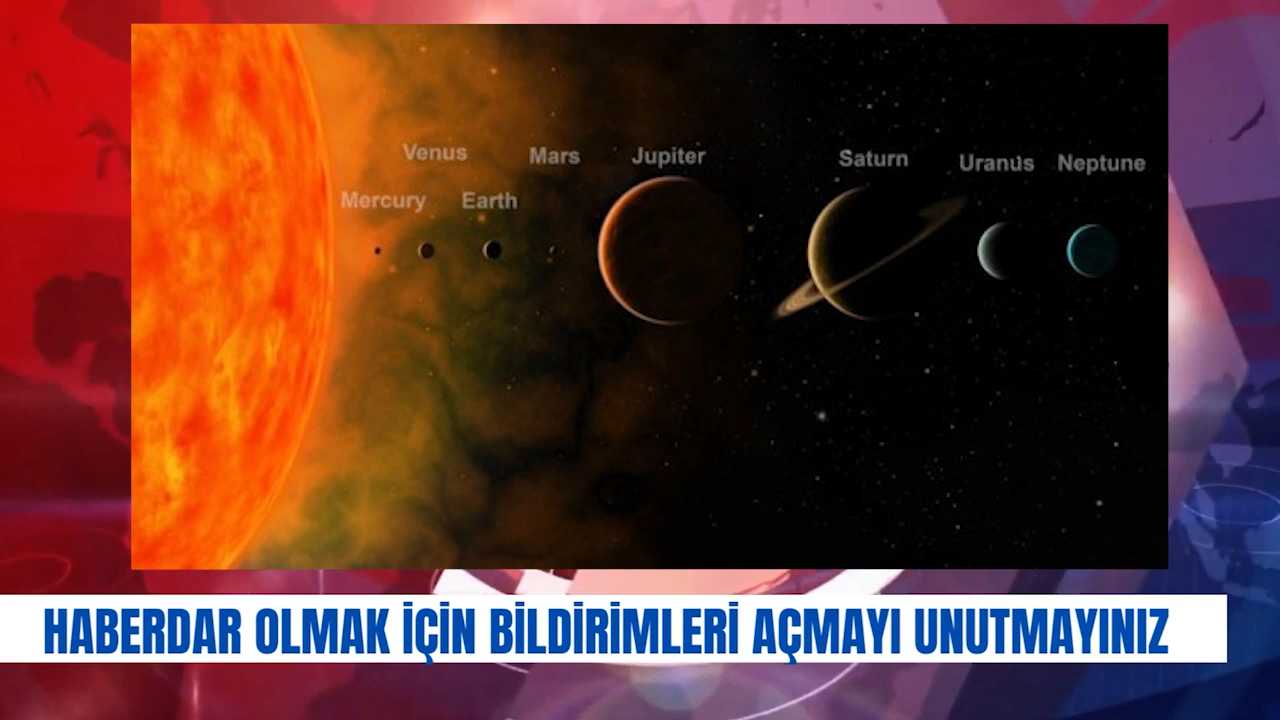 Venus Mars Jupiter Saturn Uranus Neptune
Mercury Earth
HABERDAR OLMAK İÇİN BİLDİRİMLERİ AÇMAYI UNUTMAYINIZ